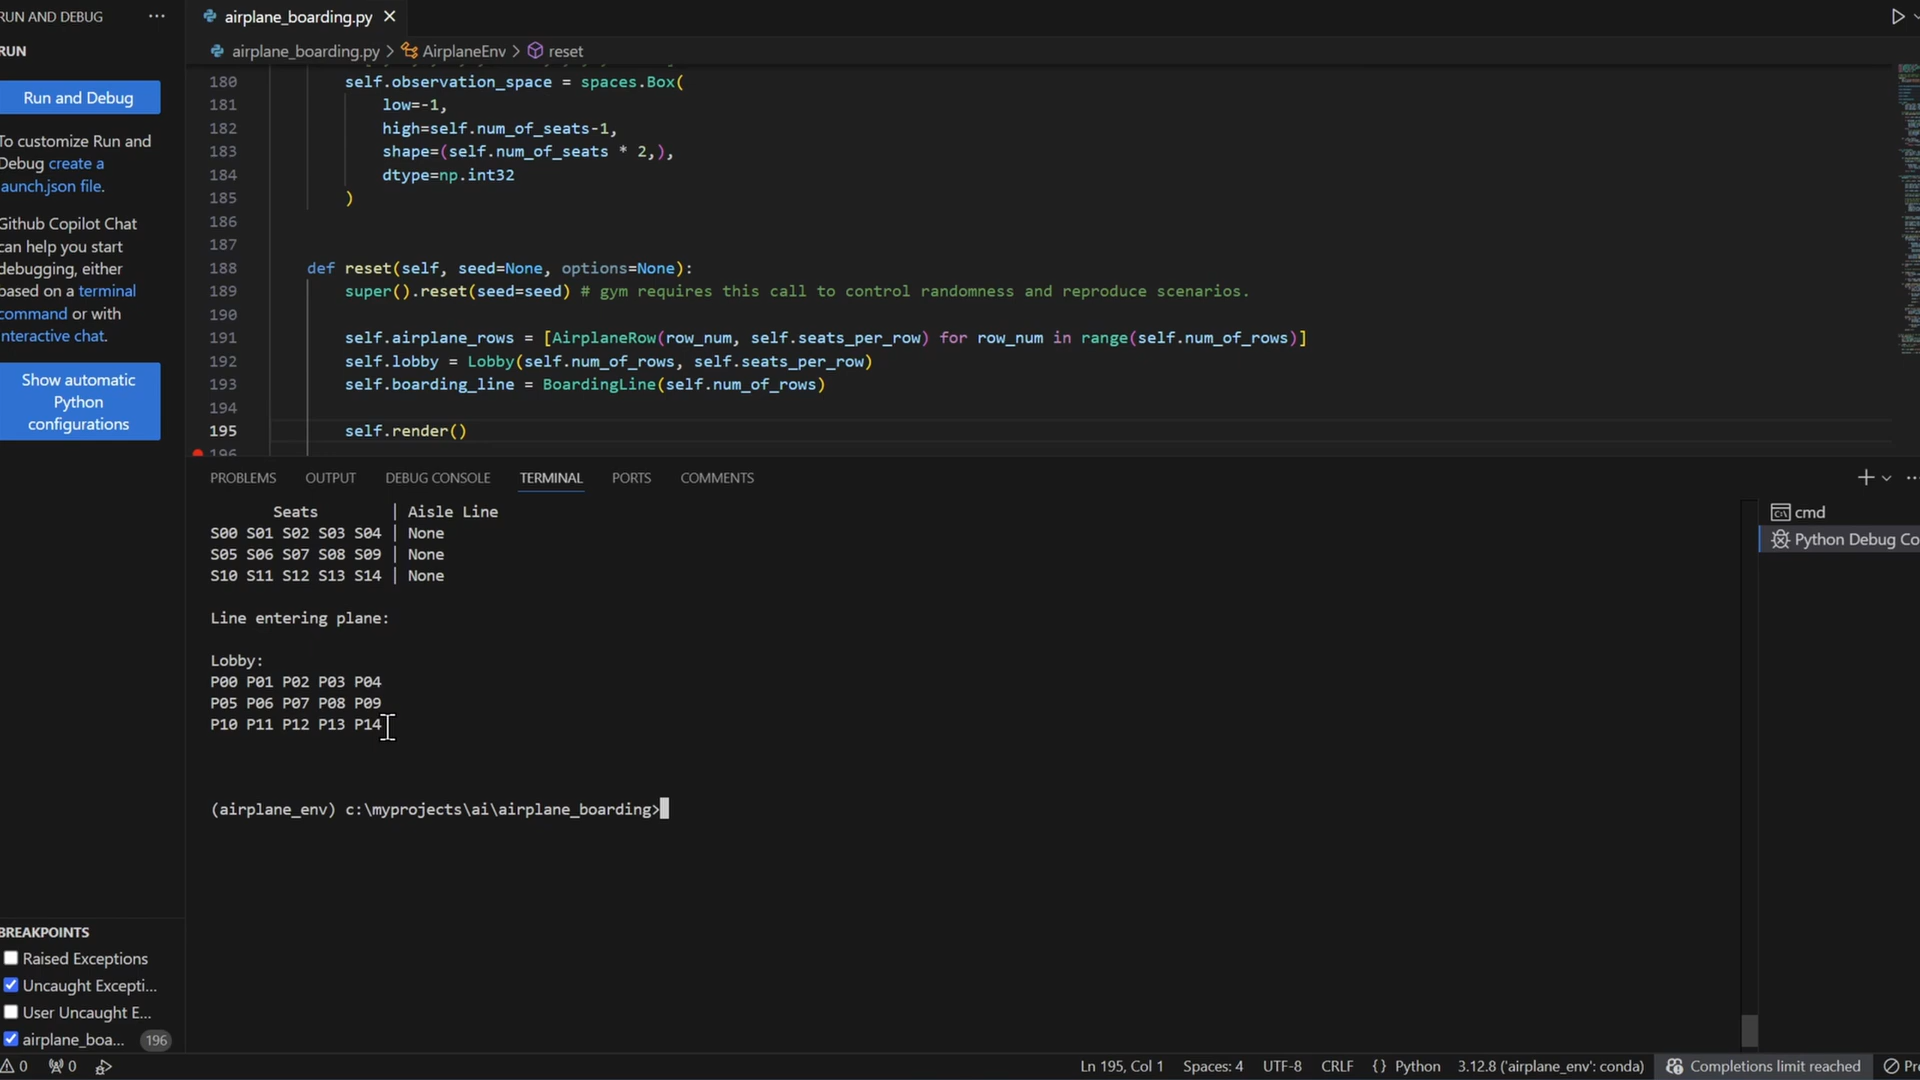 RUN AND DEBUG
RUN
Run and Debug
To customize Run and
Debug create a
launch.json file.
Github Copilot Chat
can help you start
debugging, either
based on a terminal
command or with
interactive chat.
Show automatic
Python
configurations
BREAKPOINTS
Raised Exceptions
Uncaught Excepti...
User Uncaught E...
airplane_boa... 196
airplane_boarding.py
airplane_boarding.py > AirplaneEnv > reset
180 self.observation_space = spaces.Box(
181 low=-1,
182 high=self.num_of_seats-1,
183 shape=(self.num_of_seats * 2,),
184 dtype=np.int32
185 )
186
187
188 def reset(self, seed=None, options=None):
189 super().reset(seed=seed) # gym requires this call to control randomness and reproduce scenarios.
190
191 self.airplane_rows = [AirplaneRow(row_num, self.seats_per_row) for row_num in range(self.num_of_rows)]
192 self.lobby = Lobby(self.num_of_rows, self.seats_per_row)
193 self.boarding_line = BoardingLine(self.num_of_rows)
194
195 self.render()
196
PROBLEMS OUTPUT DEBUG CONSOLE TERMINAL PORTS COMMENTS
Seats | Aisle Line
S00 S01 S02 S03 S04 | None
S05 S06 S07 S08 S09 | None
S10 S11 S12 S13 S14 | None
Line entering plane:
Lobby:
P00 P01 P02 P03 P04
P05 P06 P07 P08 P09
P10 P11 P12 P13 P14
(airplane_env) c:\myprojects\ai\airplane_boarding>
cmd
Python Debug Co
0 0 Ln 195, Col 1 Spaces: 4 UTF-8 CRLF {} Python 3.12.8 ('airplane_env': conda) Completions limit reached